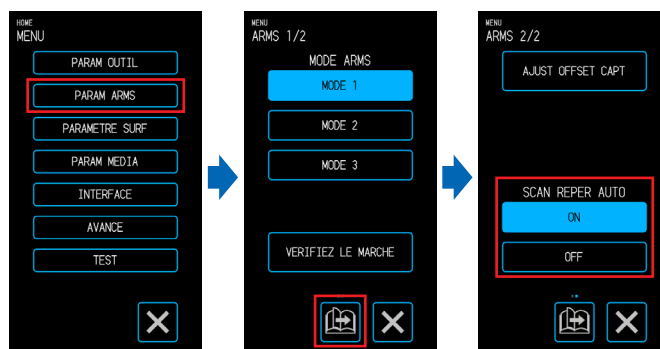 HOME
MENU
PARAM OUTIL
PARAM ARMS
PARAMETRE SURF
PARAM MEDIA
INTERFACE
AVANCE
TEST
MENU
ARMS 1/2
MODE ARMS
MODE 1
MODE 2
MODE 3
VERIFIEZ LE MARCHE
MENU
ARMS 2/2
AJUST OFFSET CAPT
SCAN REPER AUTO
ON
OFF